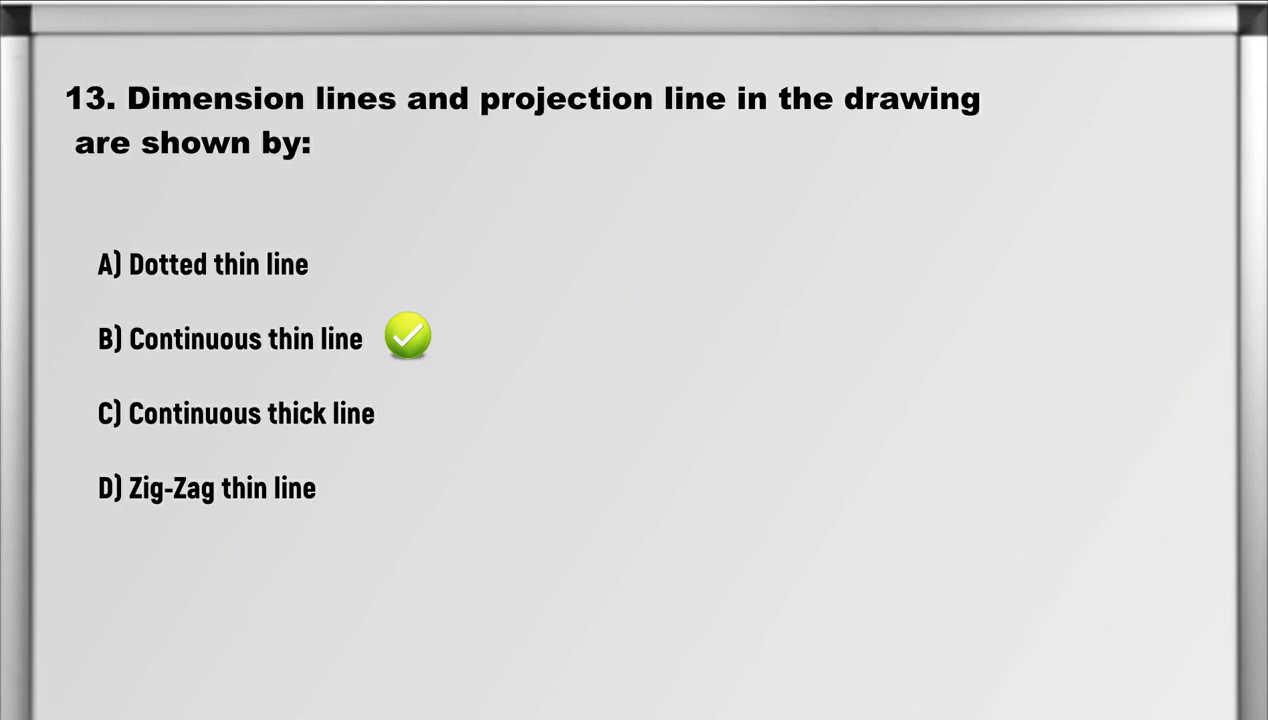 13. Dimension lines and projection line in the drawing
are shown by:
A) Dotted thin line
B) Continuous thin line
C) Continuous thick line
D) Zig-Zag thin line